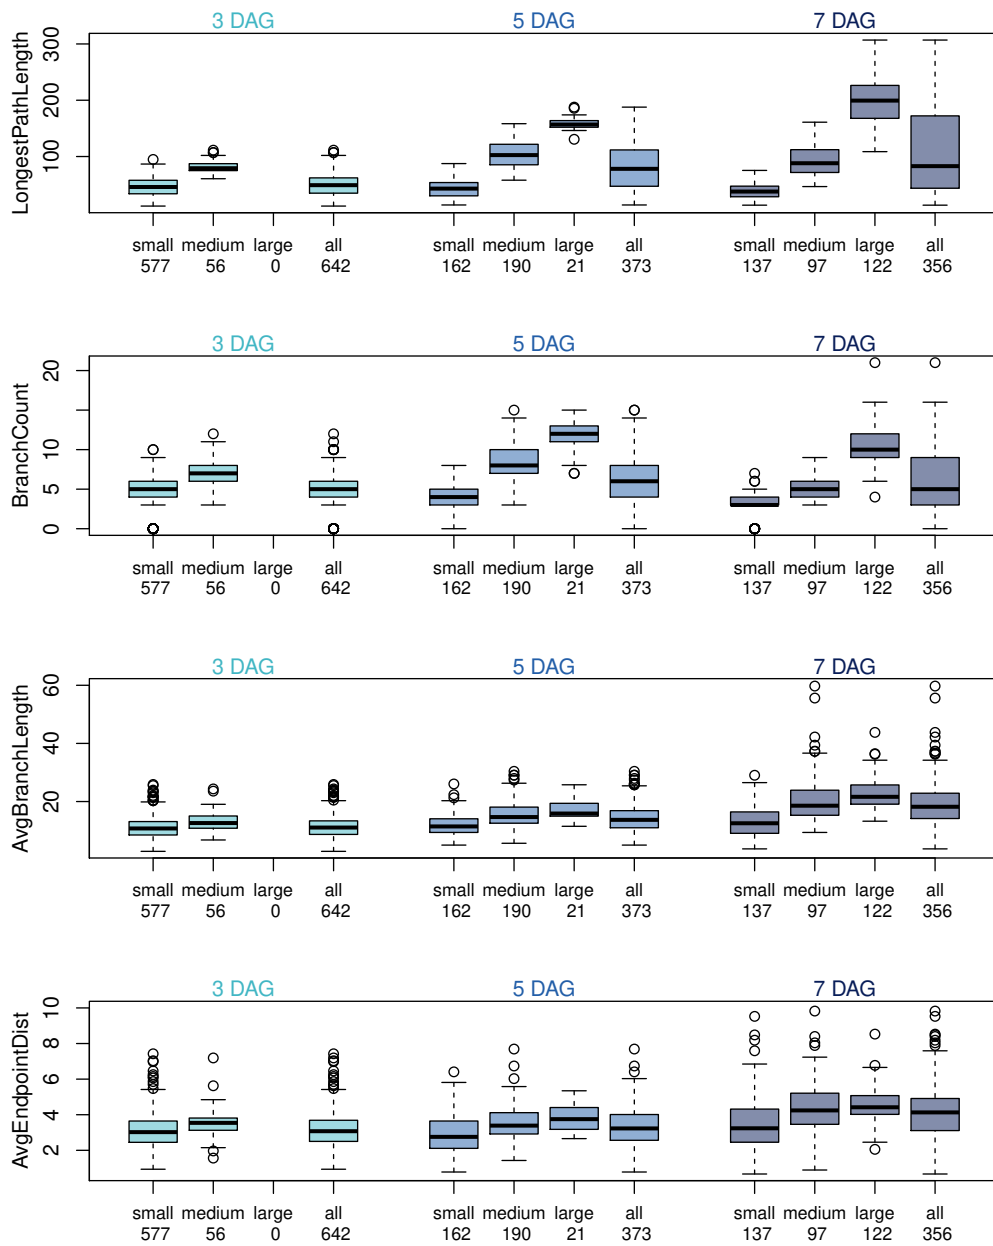 3 DAG 5 DAG 7 DAG
LongestPathLength
300
200
100
small medium large all small medium large all small medium large all
577 56 0 642 162 190 21 373 137 97 122 356
3 DAG 5 DAG 7 DAG
BranchCount
20
10
5
0
small medium large all small medium large all small medium large all
577 56 0 642 162 190 21 373 137 97 122 356
3 DAG 5 DAG 7 DAG
AvgBranchLength
60
40
20
small medium large all small medium large all small medium large all
577 56 0 642 162 190 21 373 137 97 122 356
3 DAG 5 DAG 7 DAG
AvgEndpointDist
10
8
6
4
2
small medium large all small medium large all small medium large all
577 56 0 642 162 190 21 373 137 97 122 356